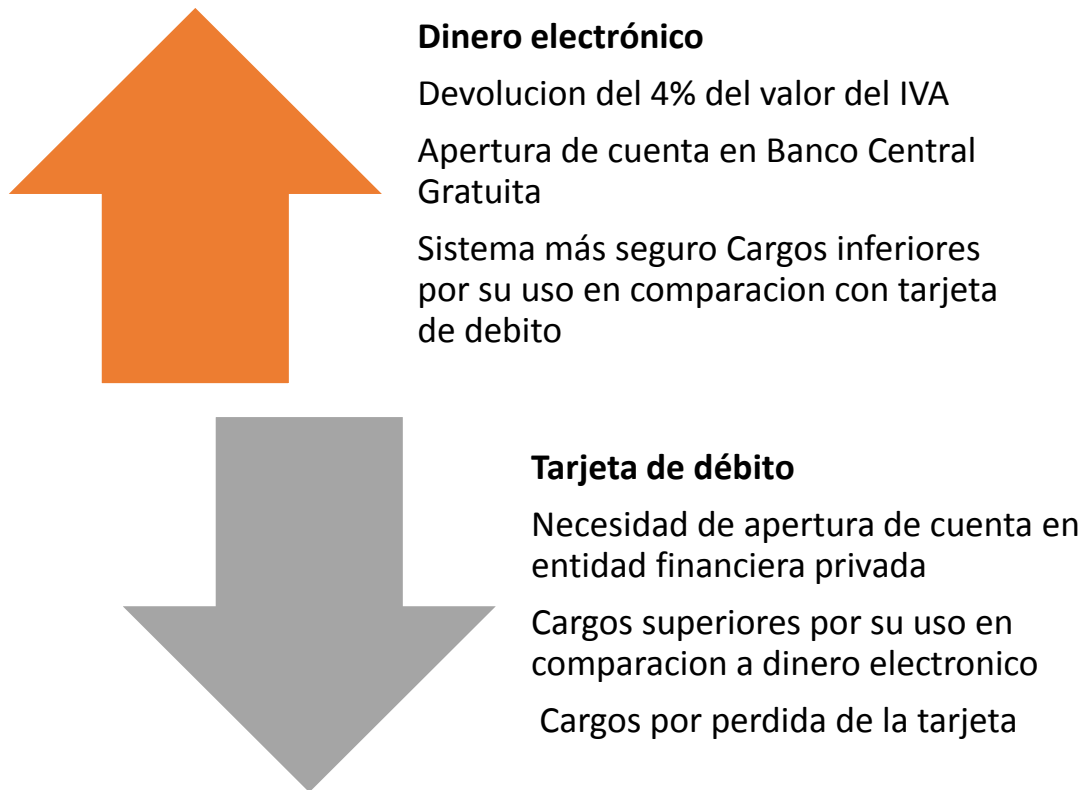 Dinero electrónico
Devolucion del 4% del valor del IVA
Apertura de cuenta en Banco Central
Gratuita
Sistema más seguro Cargos inferiores
por su uso en comparacion con tarjeta
de debito
Tarjeta de débito
Necesidad de apertura de cuenta en
entidad financiera privada
Cargos superiores por su uso en
comparacion a dinero electronico
Cargos por perdida de la tarjeta